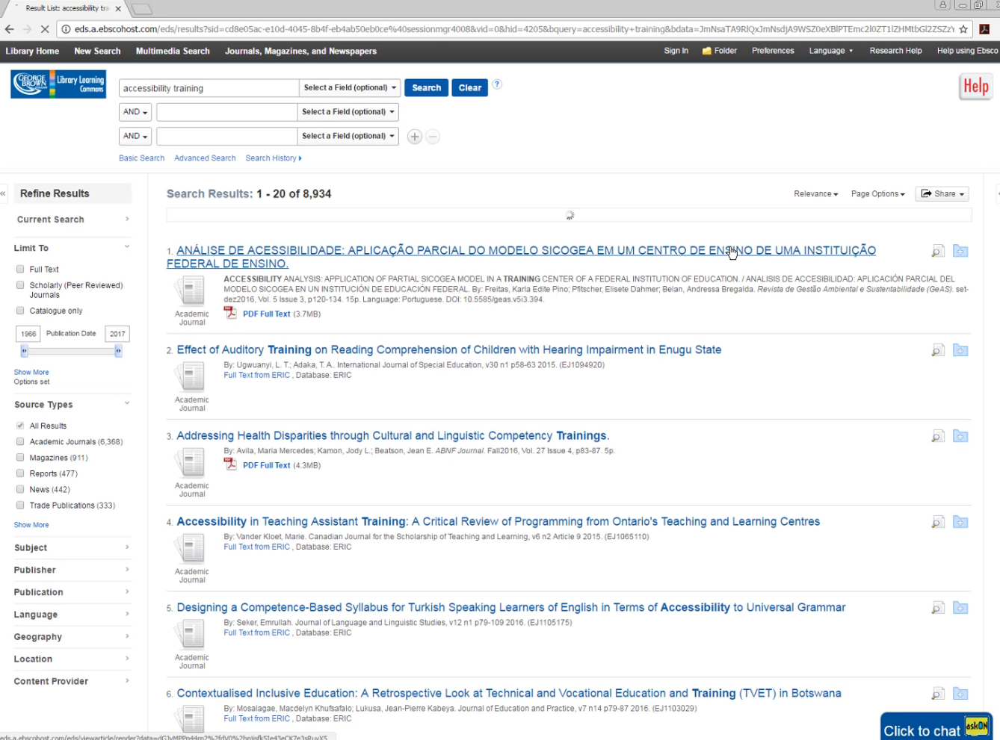 Result List: accessibility tra
eds.a.ebscohost.com/eds/results?sid=cd8e05ac-e10d-4045-8b4f-eb4ab50eb0ce%40sessionmgr4008&vid=0&hid=4205&bquery=accessibility+training&bdata=
Library Home New Search Multimedia Search Journals, Magazines, and Newspapers Sign In Folder Preferences Language Research Help Help using Ebsco
GEORGE BROWN COLLEGE Library Learning Commons
accessibility training Select a Field (optional) Search Clear ?
Help
AND Select a Field (optional)
AND Select a Field (optional)
Basic Search Advanced Search Search History
Refine Results
Current Search
Limit To
Full Text
Scholarly (Peer Reviewed) Journals
Catalogue only
1966 Publication Date 2017
Show More
Options set
Source Types
All Results
Academic Journals (6,368)
Magazines (911)
Reports (477)
News (442)
Trade Publications (333)
Show More
Subject
Publisher
Publication
Language
Geography
Location
Content Provider
Search Results: 1 - 20 of 8,934 Relevance Page Options Share
1. ANÁLISE DE ACESSIBILIDADE: APLICAÇÃO PARCIAL DO MODELO SICOGEA EM UM CENTRO DE ENSINO DE UMA INSTITUIÇÃO
FEDERAL DE ENSINO.
ACCESSIBILITY ANALYSIS: APPLICATION OF PARTIAL SICOGEA MODEL IN A TRAINING CENTER OF A FEDERAL INSTITUTION OF EDUCATION. / ANALISIS DE ACCESIBILIDAD: APLICACIÓN PARCIAL DEL
MODELO SICOGEA EN UN INSTITUCIÓN DE EDUCACIÓN FEDERAL. By: Freitas, Karla Edite Pino; Pfitscher, Elisete Dahmer; Belan, Andressa Bregalda. Revista de Gestão Ambiental e Sustentabilidade (GeAS). set-
dez2016, Vol. 5 Issue 3, p120-134. 15p. Language: Portuguese. DOI: 10.5585/geas.v5i3.394.
Academic Journal
PDF Full Text (3.7MB)
2. Effect of Auditory Training on Reading Comprehension of Children with Hearing Impairment in Enugu State
By: Ugwuanyi, L. T.; Adaka, T. A.. International Journal of Special Education, v30 n1 p58-63 2015. (EJ1094920)
Full Text from ERIC , Database: ERIC
Academic Journal
3. Addressing Health Disparities through Cultural and Linguistic Competency Trainings.
By: Avila, Maria Mercedes; Kamon, Jody L.; Beatson, Jean E. ABNF Journal. Fall2016, Vol. 27 Issue 4, p83-87. 5p.
PDF Full Text (4.3MB)
Academic Journal
4. Accessibility in Teaching Assistant Training: A Critical Review of Programming from Ontario's Teaching and Learning Centres
By: Vander Kloet, Marie. Canadian Journal for the Scholarship of Teaching and Learning, v6 n2 Article 9 2015. (EJ1065110)
Full Text from ERIC , Database: ERIC
Academic Journal
5. Designing a Competence-Based Syllabus for Turkish Speaking Learners of English in Terms of Accessibility to Universal Grammar
By: Seker, Emrullah. Journal of Language and Linguistic Studies, v12 n1 p79-109 2016. (EJ1105175)
Full Text from ERIC , Database: ERIC
Academic Journal
6. Contextualised Inclusive Education: A Retrospective Look at Technical and Vocational Education and Training (TVET) in Botswana
By: Mosalagae, Macdelyn Khufsafalo; Lukusa, Jean-Pierre Kabeya. Journal of Education and Practice, v7 n14 p79-87 2016. (EJ1103029)
Full Text from ERIC , Database: ERIC
Click to chat askON